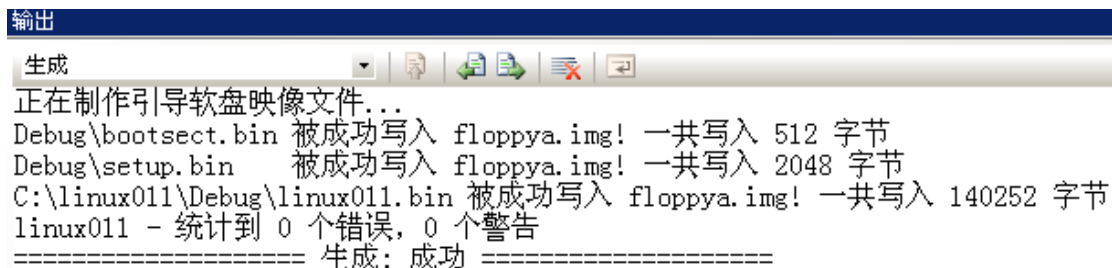 输出
生成
正在制作引导软盘映像文件...
Debug\bootsect.bin 被成功写入 floppya.img! 一共写入 512 字节
Debug\setup.bin    被成功写入 floppya.img! 一共写入 2048 字节
C:\linux011\Debug\linux011.bin 被成功写入 floppya.img! 一共写入 140252 字节
linux011 - 统计到 0 个错误, 0 个警告
=================== 生成: 成功 ===================